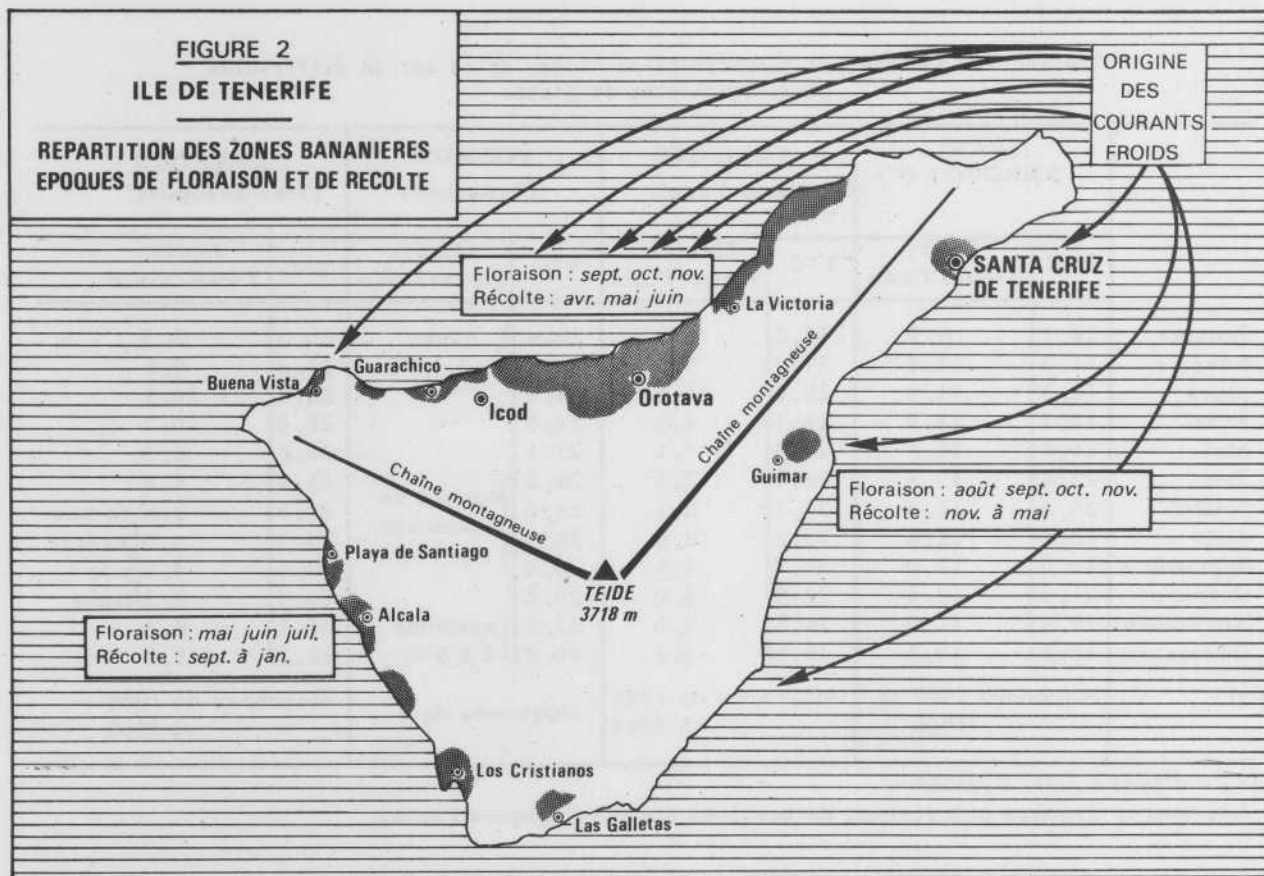 FIGURE 2
ILE DE TENERIFE
REPARTITION DES ZONES BANANIERES
EPOQUES DE FLORAISON ET DE RECOLTE
ORIGINE
DES
COURANTS
FROIDS
Floraison : sept. oct. nov.
Récolte : avr. mai juin
SANTA CRUZ
DE TENERIFE
La Victoria
Guarachico
Buena Vista
Icod
Orotava
Chaîne montagneuse
Guimar
Chaîne montagneuse
Floraison : août sept. oct. nov.
Récolte : nov. à mai
Playa de Santiago
TEIDE
3718 m
Alcala
Floraison : mai juin juil.
Récolte : sept. à jan.
Los Cristianos
Las Galletas